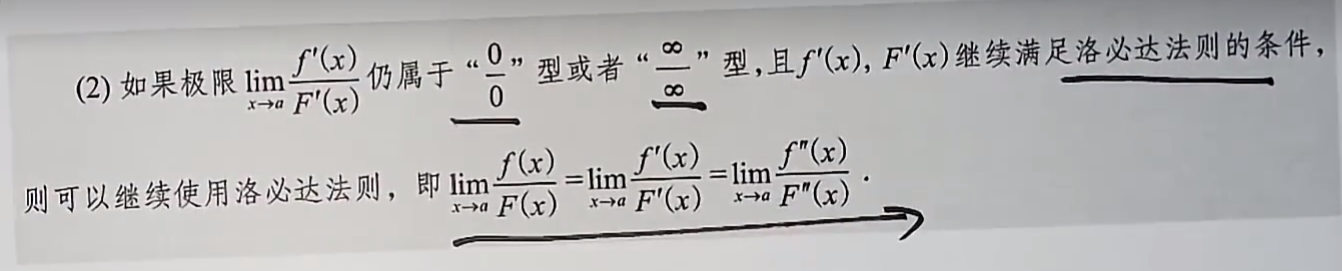 (2) 如果极限 $\lim_{x \to a} \frac{f'(x)}{F'(x)}$ 仍属于 “$\frac{0}{0}$” 型或者 “$\frac{\infty}{\infty}$” 型,且 $f'(x)$, $F'(x)$ 继续满足洛必达法则的条件,
则可以继续使用洛必达法则, 即 $\lim_{x \to a} \frac{f(x)}{F(x)} = \lim_{x \to a} \frac{f'(x)}{F'(x)} = \lim_{x \to a} \frac{f''(x)}{F''(x)}$ .